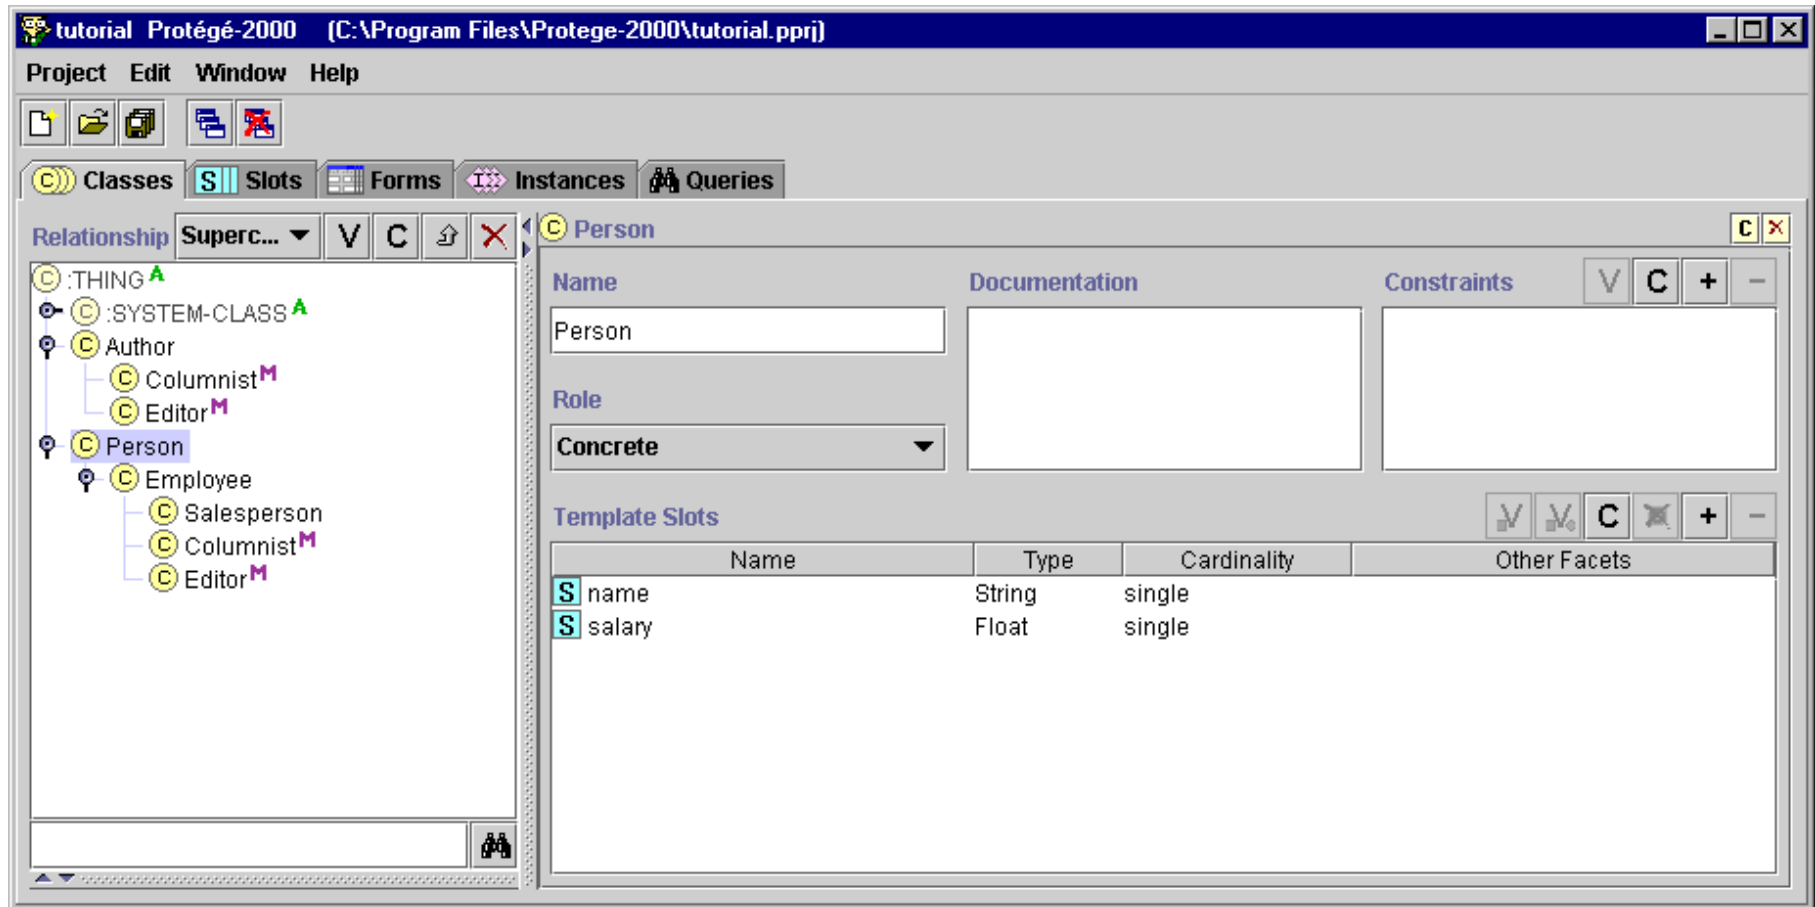 tutorial Protégé-2000 (C:\Program Files\Protege-2000\tutorial.pprj)
Project Edit Window Help
C Classes S Slots Forms I Instances Queries
Relationship Superc... V C
C :THING A
C :SYSTEM-CLASS A
C Author
C Columnist M
C Editor M
C Person
C Employee
C Salesperson
C Columnist M
C Editor M
C Person C
Name Documentation Constraints V C + −
Person
Role
Concrete
Template Slots V V C + −
Name Type Cardinality Other Facets
S name String single
S salary Float single